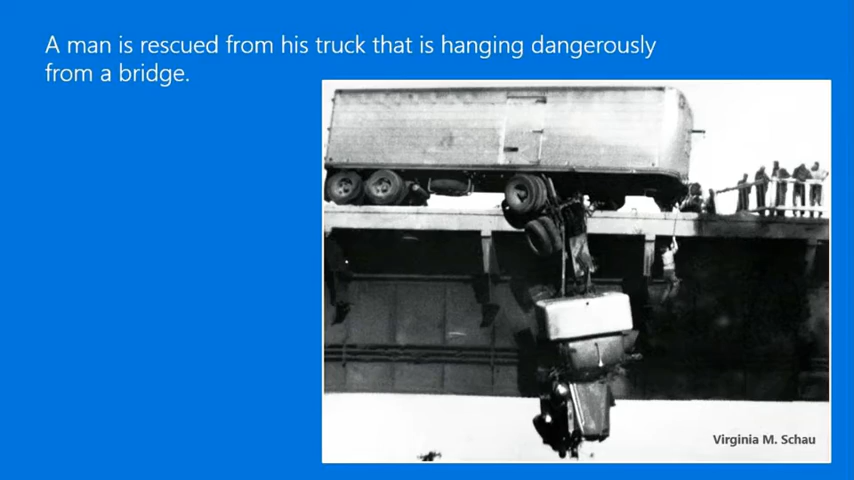 A man is rescued from his truck that is hanging dangerously
from a bridge.
Virginia M. Schau